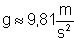 g ≈ 9,81 m/s²